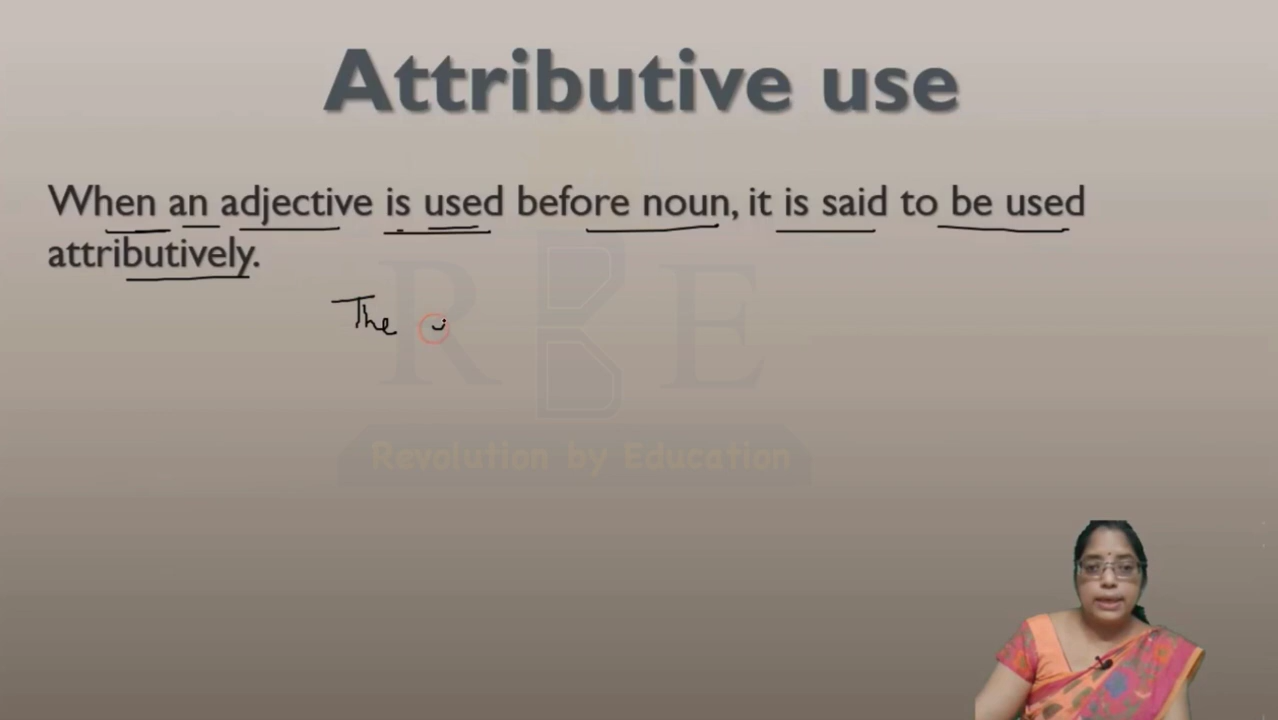 Attributive use
When an adjective is used before noun, it is said to be used
attributively.
The
RBE
Revolution by Education